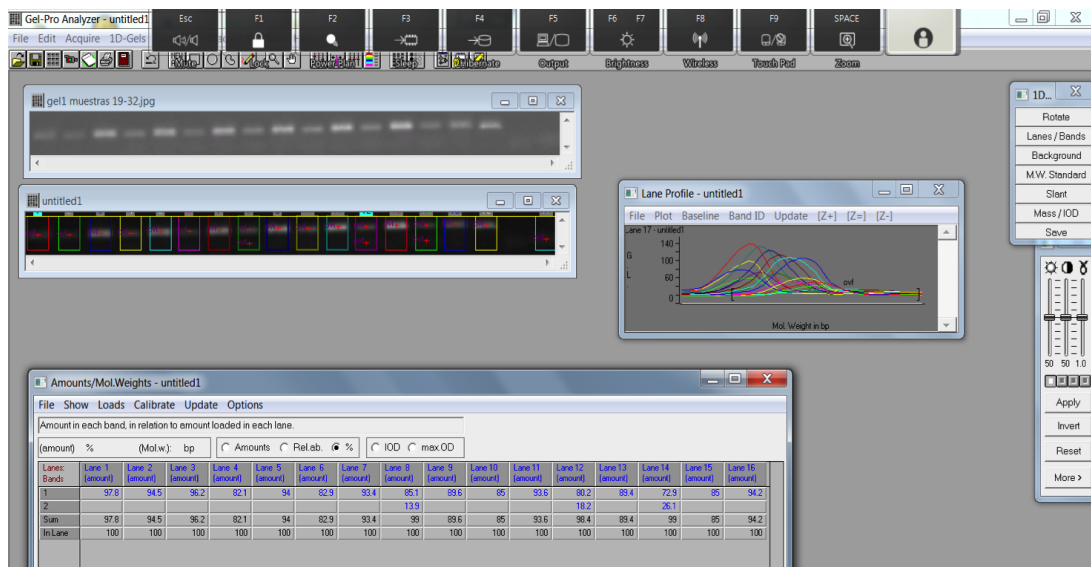 Gel-Pro Analyzer - untitled1
Esc F1 F2 F3 F4 F5 F6 F7 F8 F9 SPACE
File Edit Acquire 1D-Gels
Mute Lock Power Plan Sleep Hibernate Output Brightness Wireless Touch Pad Zoom
gel1 muestras 19-32.jpg
untitled1
Lane Profile - untitled1
File Plot Baseline Band ID Update [Z+] [Z=] [Z-]
Lane 17 - untitled1
140
G
100
L
60
ovf
0
Mol. Weight in bp
1D...
Rotate
Lanes / Bands
Background
M.W. Standard
Slant
Mass / IOD
Save
50 50 1.0
Apply
Invert
Reset
More >
Amounts/Mol.Weights - untitled1
File Show Loads Calibrate Update Options
Amount in each band, in relation to amount loaded in each lane.
(amount) % (Mol.w.): bp Amounts Rel.ab. % IOD max.OD
Lanes: Lane 1 Lane 2 Lane 3 Lane 4 Lane 5 Lane 6 Lane 7 Lane 8 Lane 9 Lane 10 Lane 11 Lane 12 Lane 13 Lane 14 Lane 15 Lane 16
Bands (amount) (amount) (amount) (amount) (amount) (amount) (amount) (amount) (amount) (amount) (amount) (amount) (amount) (amount) (amount) (amount)
1 97.8 94.5 96.2 82.1 94 82.9 93.4 85.1 89.6 85 93.6 80.2 89.4 72.9 85 94.2
2 13.9 18.2 26.1
Sum 97.8 94.5 96.2 82.1 94 82.9 93.4 99 89.6 85 93.6 98.4 89.4 99 85 94.2
In Lane 100 100 100 100 100 100 100 100 100 100 100 100 100 100 100 100